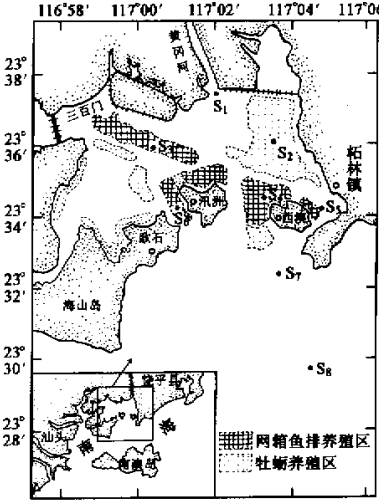 116°58' 117°00' 117°02' 117°04' 117°06
23°
38'
23°
36'
23°
34'
23°
32'
23°
30'
23°
28'
黄冈河
三百门
S₁
S₂
S₃
柘林镇
S₅
S₆
汛洲
西澳
S₇
S₈
海山岛
饶平县
汕头
南澳岛
网箱鱼排养殖区
牡蛎养殖区